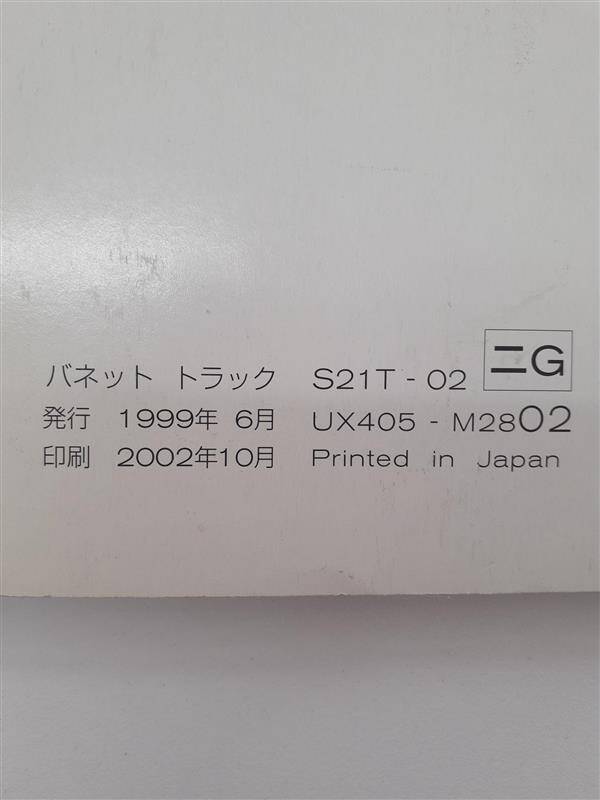 バネット トラック S21T - 02 ニG
発行 1999年 6月 UX405 - M2802
印刷 2002年10月 Printed in Japan